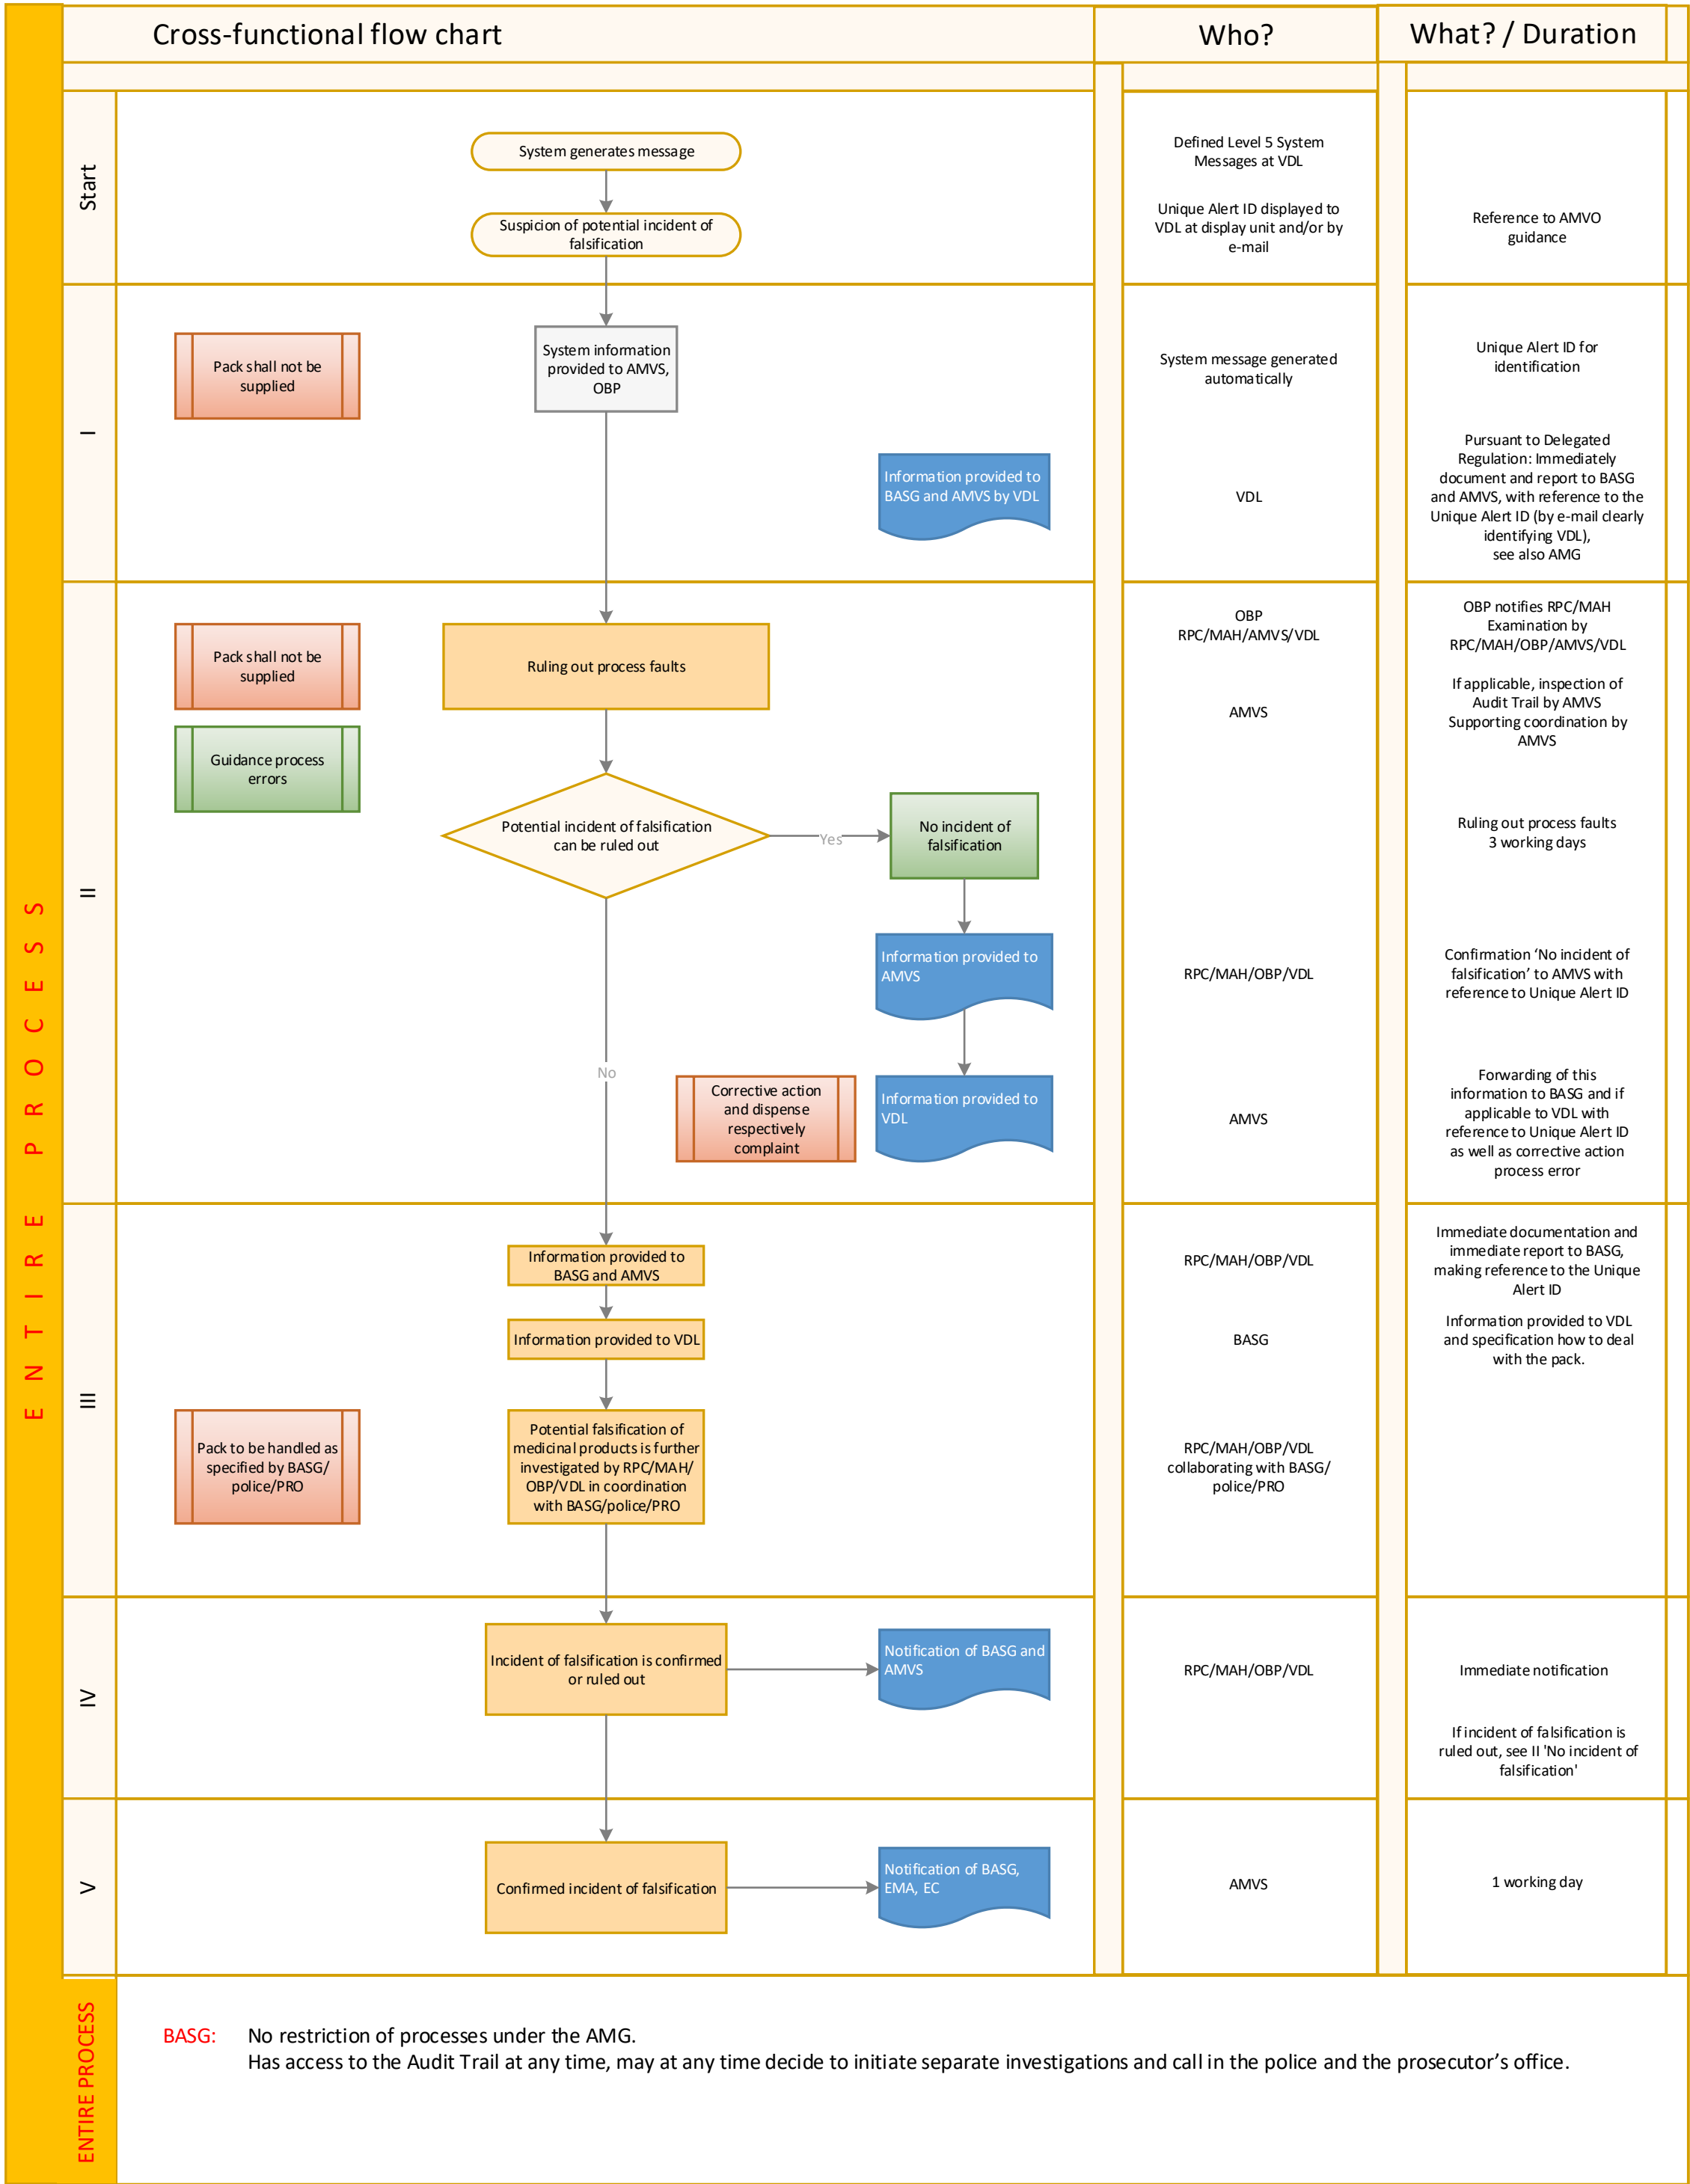 Cross-functional flow chart
Who?
What? / Duration
ENTIRE PROCESS
Start
System generates message
Suspicion of potential incident of
falsification
Defined Level 5 System
Messages at VDL
Unique Alert ID displayed to
VDL at display unit and/or by
e-mail
Reference to AMVO
guidance
I
Pack shall not be
supplied
System information
provided to AMVS,
OBP
Information provided to
BASG and AMVS by VDL
System message generated
automatically
VDL
Unique Alert ID for
identification
Pursuant to Delegated
Regulation: Immediately
document and report to BASG
and AMVS, with reference to the
Unique Alert ID (by e-mail clearly
identifying VDL),
see also AMG
II
Pack shall not be
supplied
Guidance process
errors
Ruling out process faults
Potential incident of falsification
can be ruled out
Yes
No incident of
falsification
Information provided to
AMVS
No
Corrective action
and dispense
respectively
complaint
Information provided to
VDL
OBP
RPC/MAH/AMVS/VDL
AMVS
RPC/MAH/OBP/VDL
AMVS
OBP notifies RPC/MAH
Examination by
RPC/MAH/OBP/AMVS/VDL
If applicable, inspection of
Audit Trail by AMVS
Supporting coordination by
AMVS
Ruling out process faults
3 working days
Confirmation ‘No incident of
falsification’ to AMVS with
reference to Unique Alert ID
Forwarding of this
information to BASG and if
applicable to VDL with
reference to Unique Alert ID
as well as corrective action
process error
III
Information provided to
BASG and AMVS
Information provided to VDL
Pack to be handled as
specified by BASG/
police/PRO
Potential falsification of
medicinal products is further
investigated by RPC/MAH/
OBP/VDL in coordination
with BASG/police/PRO
RPC/MAH/OBP/VDL
BASG
RPC/MAH/OBP/VDL
collaborating with BASG/
police/PRO
Immediate documentation and
immediate report to BASG,
making reference to the Unique
Alert ID
Information provided to VDL
and specification how to deal
with the pack.
IV
Incident of falsification is confirmed
or ruled out
Notification of BASG and
AMVS
RPC/MAH/OBP/VDL
Immediate notification
If incident of falsification is
ruled out, see II 'No incident of
falsification'
V
Confirmed incident of falsification
Notification of BASG,
EMA, EC
AMVS
1 working day
ENTIRE PROCESS
BASG: No restriction of processes under the AMG.
Has access to the Audit Trail at any time, may at any time decide to initiate separate investigations and call in the police and the prosecutor’s office.